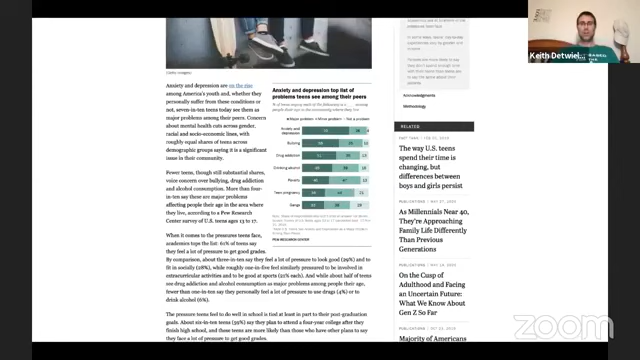 (Getty Images)
Anxiety and depression are on the rise
among America's youth and, whether they
personally suffer from these conditions or
not, seven-in-ten teens today see them as
major problems among their peers. Concern
about mental health cuts across gender,
racial and socio-economic lines, with
roughly equal shares of teens across
demographic groups saying it is a significant
issue in their community.
Fewer teens, though still substantial shares,
voice concern over bullying, drug addiction
and alcohol consumption. More than four-
in-ten say these are major problems
affecting people their age in the area where
they live, according to a Pew Research
Center survey of U.S. teens ages 13 to 17.
When it comes to the pressures teens face,
academics tops the list: 61% of teens say
they feel a lot of pressure to get good grades.
By comparison, about three-in-ten say they feel a lot of pressure to look good (29%) and
to fit in socially (28%), while roughly one-in-five feel similarly pressured to be involved in
extracurricular activities and to be good at sports (21% each). And while about half of teens
see drug addiction and alcohol consumption as major problems among people their age,
fewer than one-in-ten say they personally feel a lot of pressure to use drugs (4%) or to
drink alcohol (6%).
The pressure teens feel to do well in school is tied at least in part to their post-graduation
goals. About six-in-ten teens (59%) say they plan to attend a four-year college after they
finish high school, and these teens are more likely than those who have other plans to say
they face a lot of pressure to get good grades.
Anxiety and depression top list of
problems teens see among their peers
Major problem Minor problem Not a problem
Anxiety and
depression
Bullying
Drug addiction
Drinking alcohol
Poverty
Teen pregnancy
Gangs
PEW RESEARCH CENTER
Acknowledgments
Methodology
RELATED
The way U.S. teens
spend their time is
changing, but
differences between
boys and girls persist
As Millennials Near 40,
They're Approaching
Family Life Differently
Than Previous
Generations
On the Cusp of
Adulthood and Facing
an Uncertain Future:
What We Know About
Gen Z So Far
Majority of Americans
Keith Detwiel...
zoom